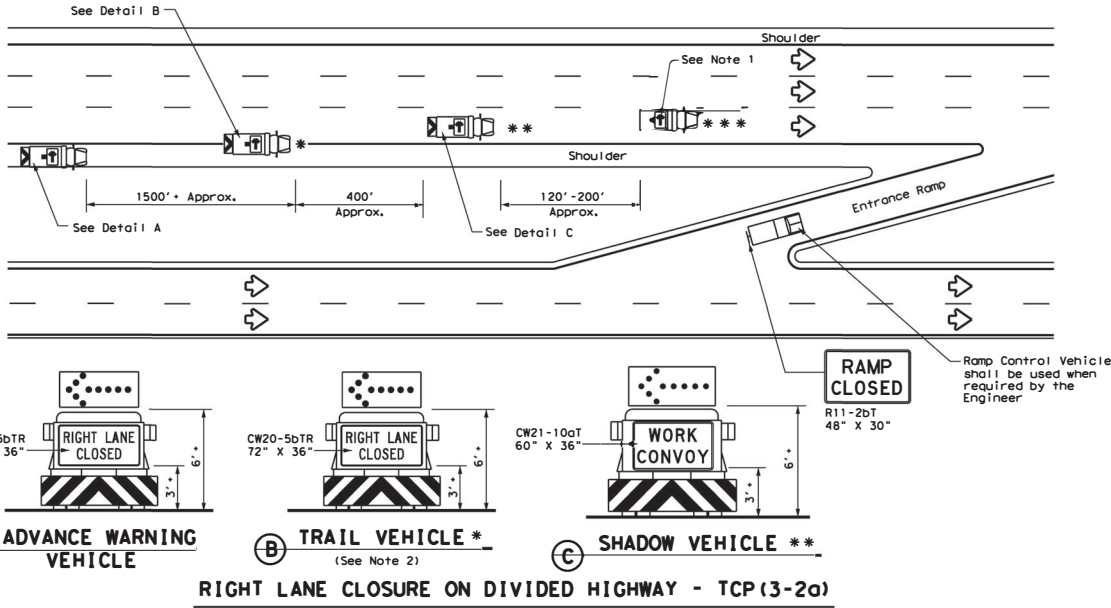 See Detail B
Shoulder
See Note 1
*
**
***
Shoulder
1500'+ Approx.
400'
Approx.
120'-200'
Approx.
Entrance Ramp
See Detail A
See Detail C
RAMP
CLOSED
R11-2bT
48" X 30"
Ramp Control Vehicle
shall be used when
required by the
Engineer
5bTR
36"
RIGHT LANE
CLOSED
3'+
6'+
CW20-5bTR
72" X 36"
RIGHT LANE
CLOSED
3'+
6'+
CW21-10aT
60" X 36"
WORK
CONVOY
3'+
6'+
ADVANCE WARNING
VEHICLE
B TRAIL VEHICLE *
(See Note 2)
C SHADOW VEHICLE **
RIGHT LANE CLOSURE ON DIVIDED HIGHWAY - TCP(3-2a)